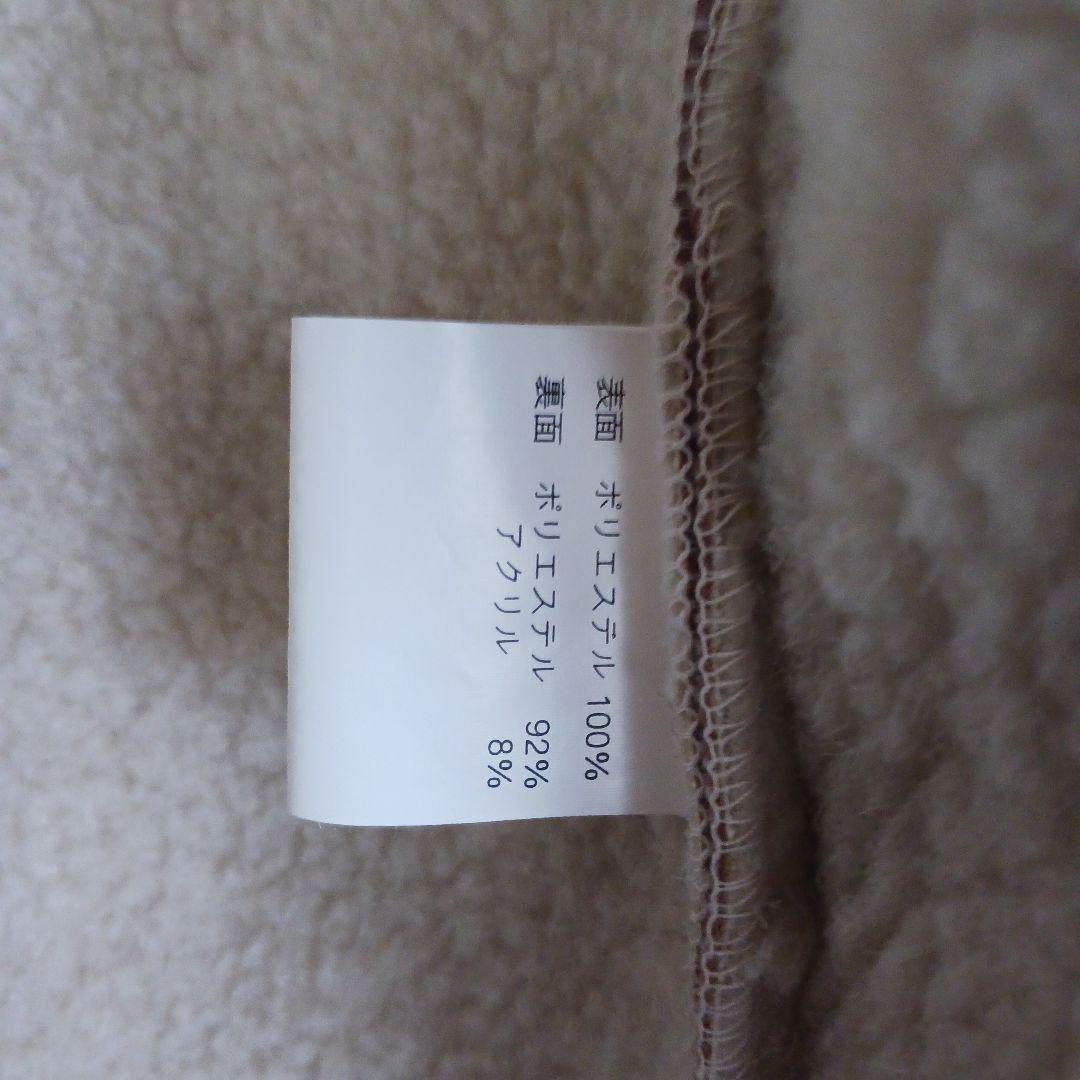 表面 ポリエステル 100%
裏面 ポリエステル 92%
アクリル 8%